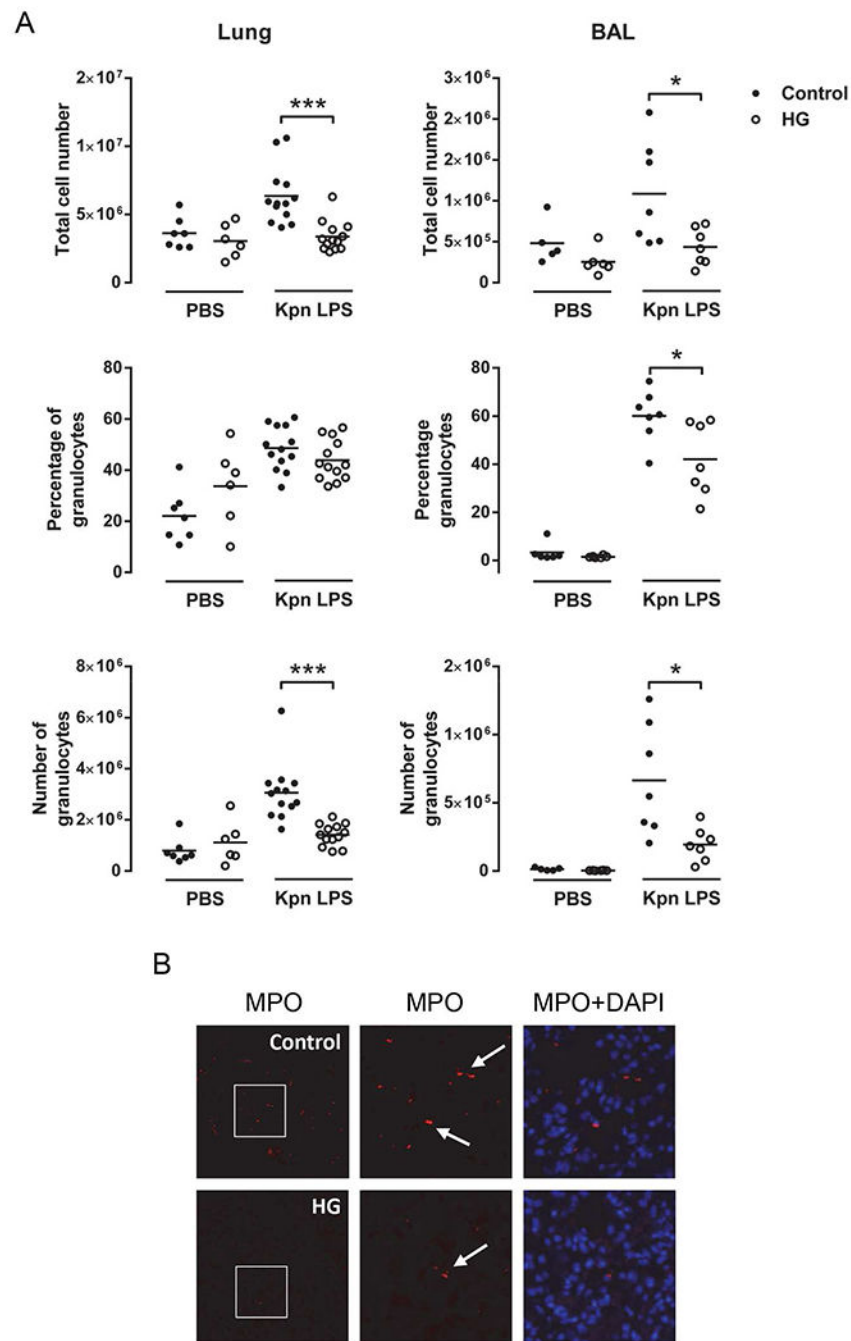 A
Lung
BAL
Control
HG
Total cell number
2×10⁷
1×10⁷
5×10⁶
0
***
PBS
Kpn LPS
Total cell number
3×10⁶
2×10⁶
2×10⁶
1×10⁶
5×10⁵
0
*
PBS
Kpn LPS
Percentage of
granulocytes
80
60
40
20
0
PBS
Kpn LPS
Percentage
granulocytes
80
60
40
20
0
*
PBS
Kpn LPS
Number of
granulocytes
8×10⁶
6×10⁶
4×10⁶
2×10⁶
0
***
PBS
Kpn LPS
Number of
granulocytes
2×10⁶
1×10⁶
5×10⁵
0
*
PBS
Kpn LPS
B
MPO
MPO
MPO+DAPI
Control
HG